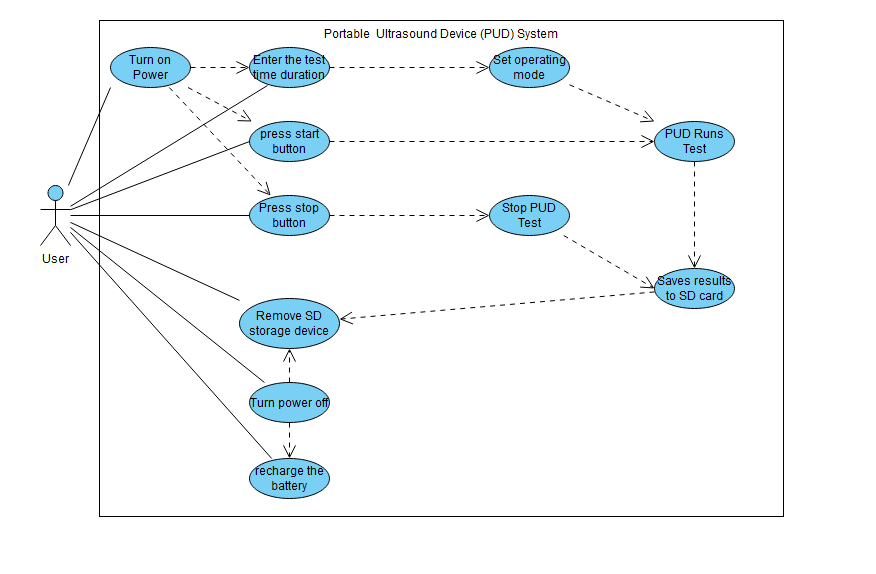 Portable  Ultrasound Device (PUD) System
Turn on
Power
Enter the test
time duration
Set operating
mode
press start
button
PUD Runs
Test
Press stop
button
Stop PUD
Test
User
Saves results
to SD card
Remove SD
storage device
Turn power off
recharge the
battery